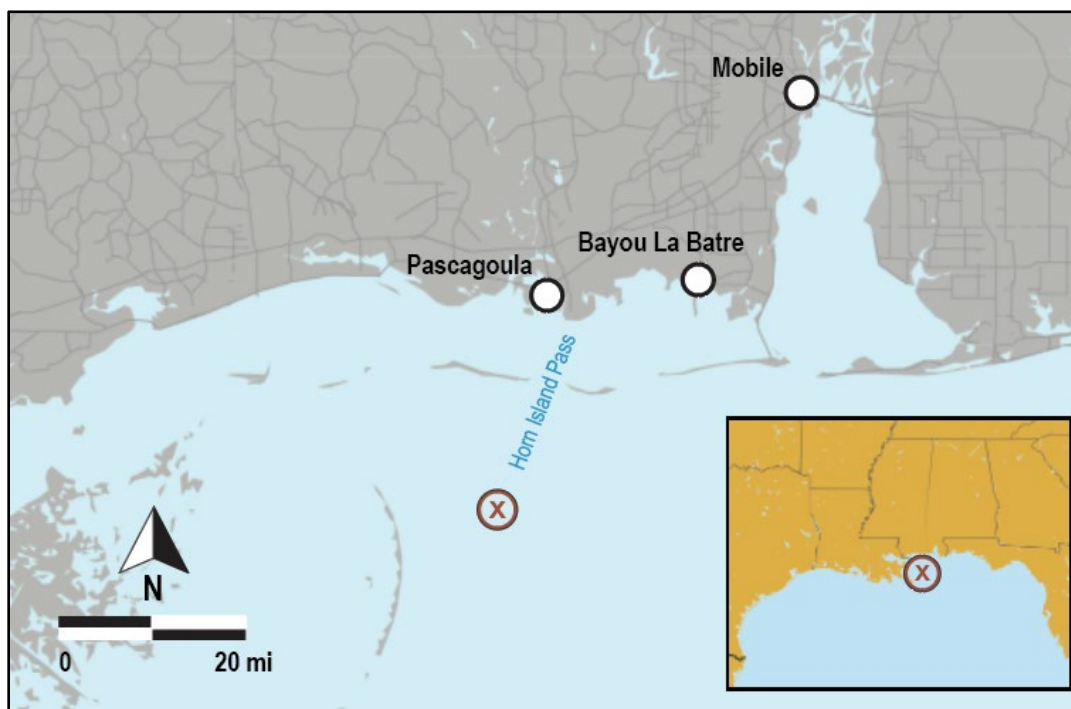 Mobile
Bayou La Batre
Pascagoula
Horn Island Pass
X
N
0 20 mi
X